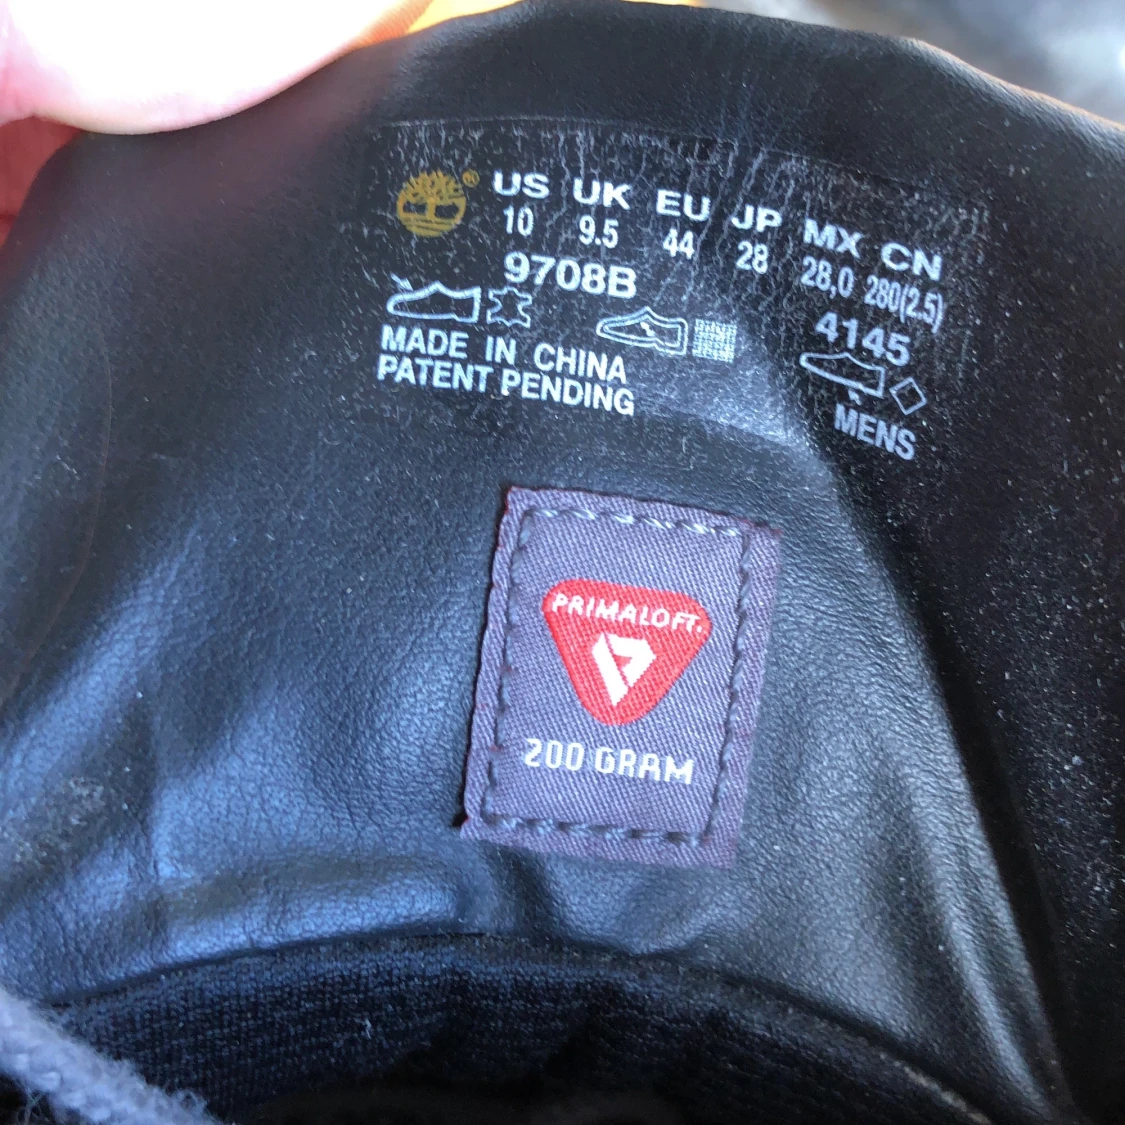 ® US UK EU JP MX CN
10 9.5 44 28 28,0 280(2.5)
9708B 4145
MADE IN CHINA
PATENT PENDING
MENS
PRIMALOFT.
200 GRAM